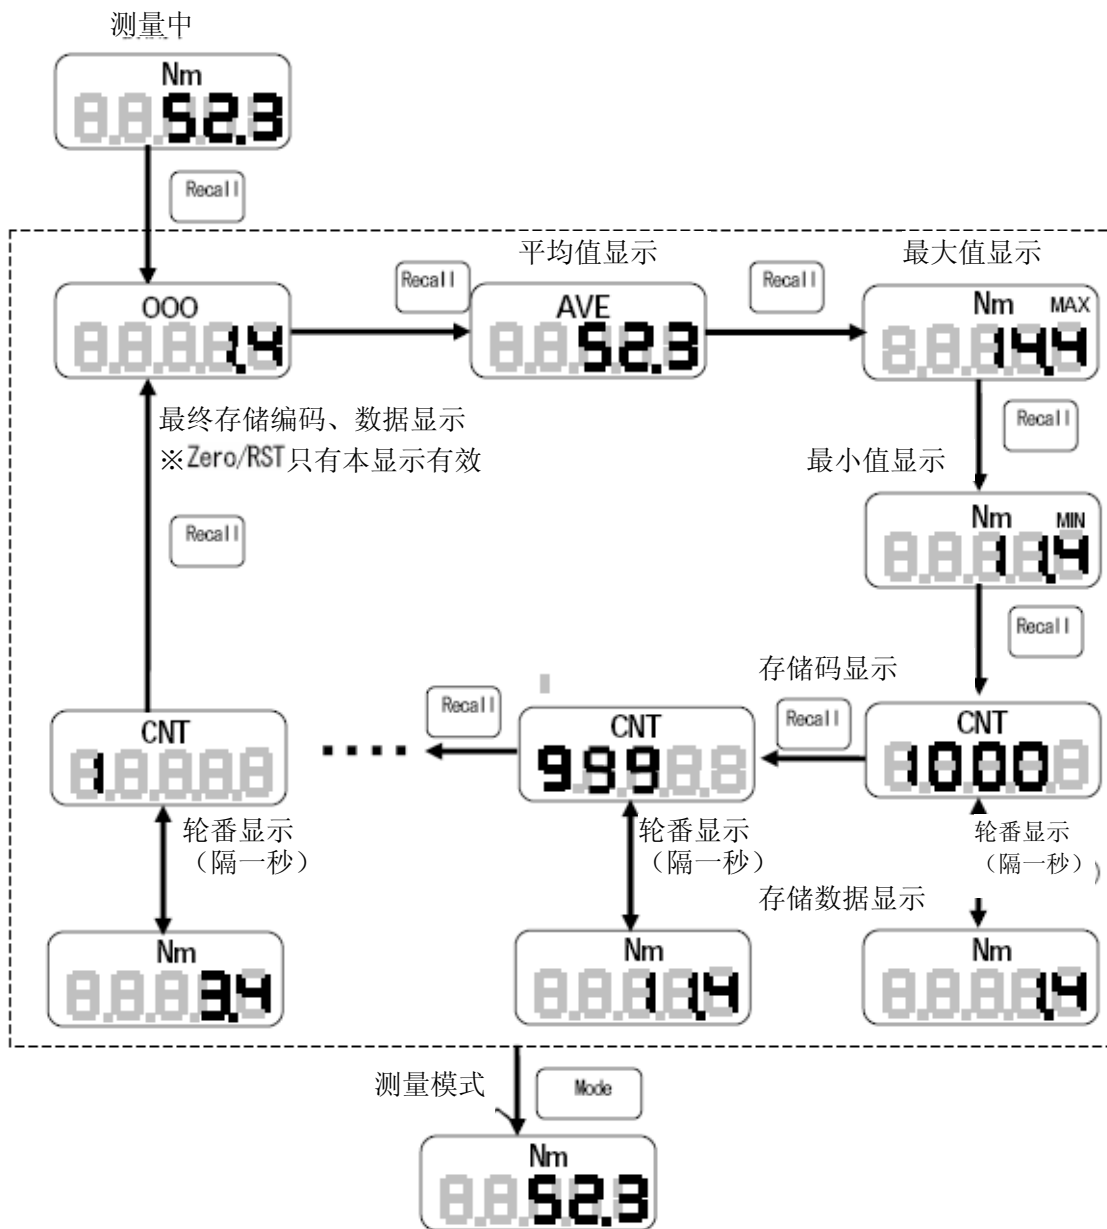 测量中
Nm
52.3
Recall
平均值显示
最大值显示
OOO
1.4
Recall
AVE
52.3
Recall
Nm MAX
14.4
最终存储编码、数据显示
※Zero/RST只有本显示有效
Recall
最小值显示
Nm MIN
11.4
Recall
Recall
存储码显示
CNT
1
Recall
CNT
999
Recall
CNT
1000
轮番显示
（隔一秒）
轮番显示
（隔一秒）
轮番显示
（隔一秒）
存储数据显示
Nm
3.4
Nm
11.4
Nm
1.4
测量模式
Mode
Nm
52.3